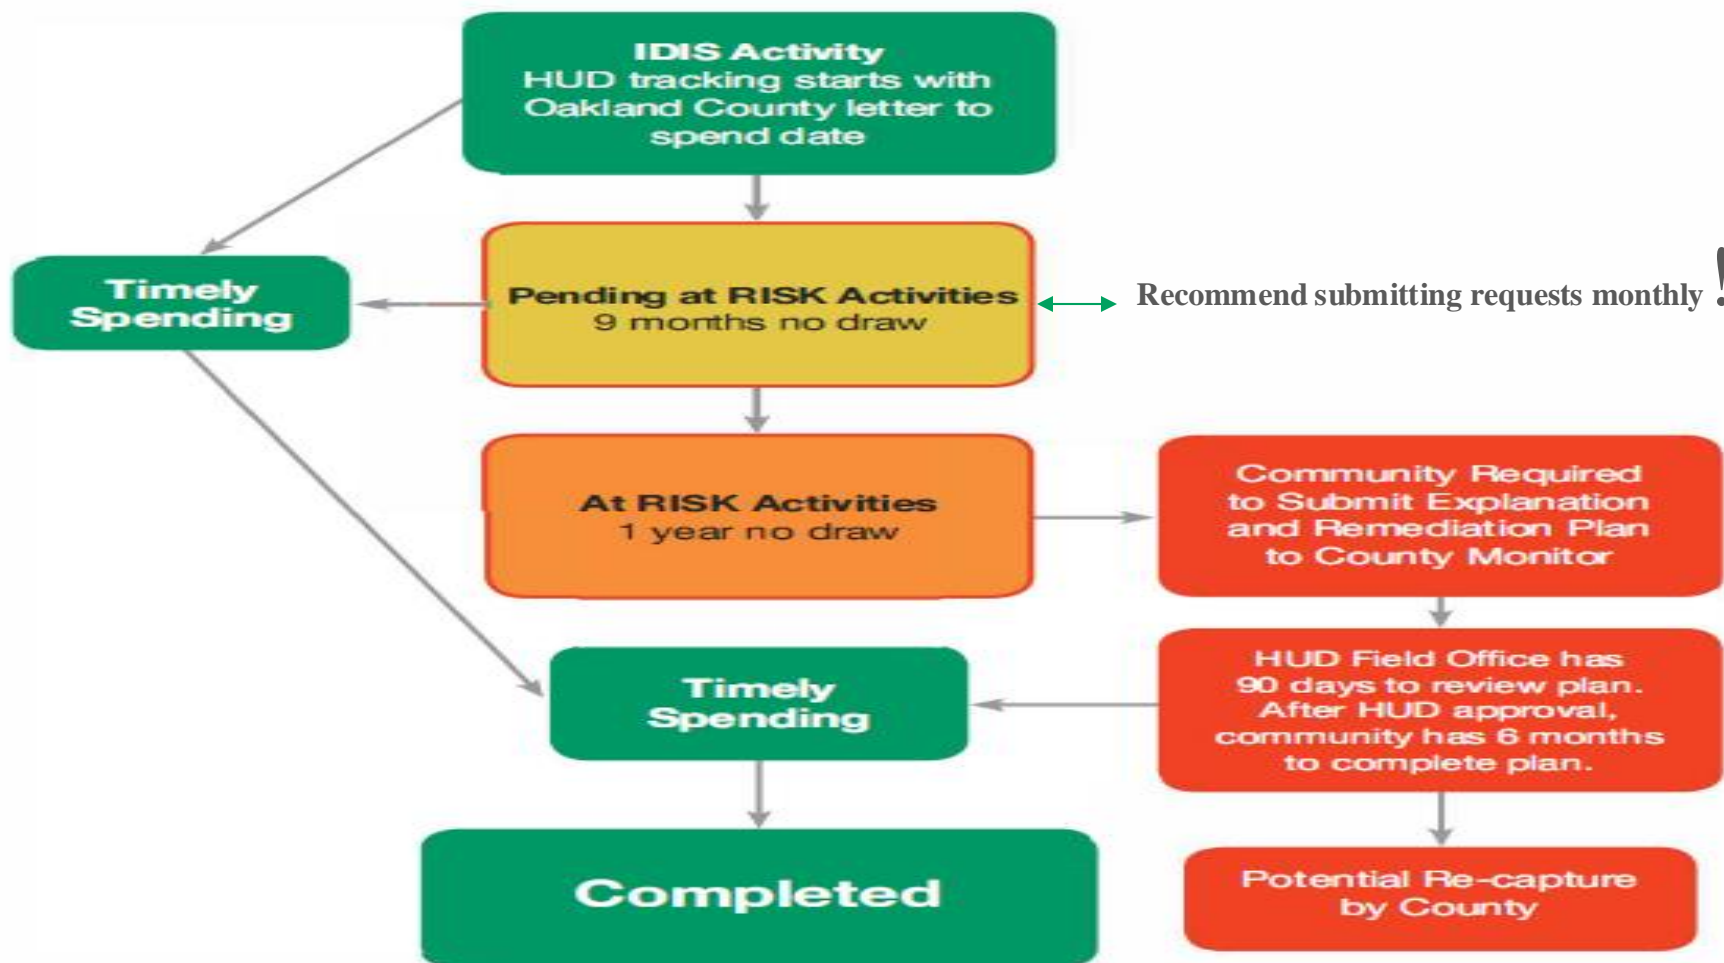 IDIS Activity
HUD tracking starts with
Oakland County letter to
spend date
Timely
Spending
Pending at RISK Activities
9 months no draw
Recommend submitting requests monthly !
At RISK Activities
1 year no draw
Community Required
to Submit Explanation
and Remediation Plan
to County Monitor
Timely
Spending
HUD Field Office has
90 days to review plan.
After HUD approval,
community has 6 months
to complete plan.
Completed
Potential Re-capture
by County